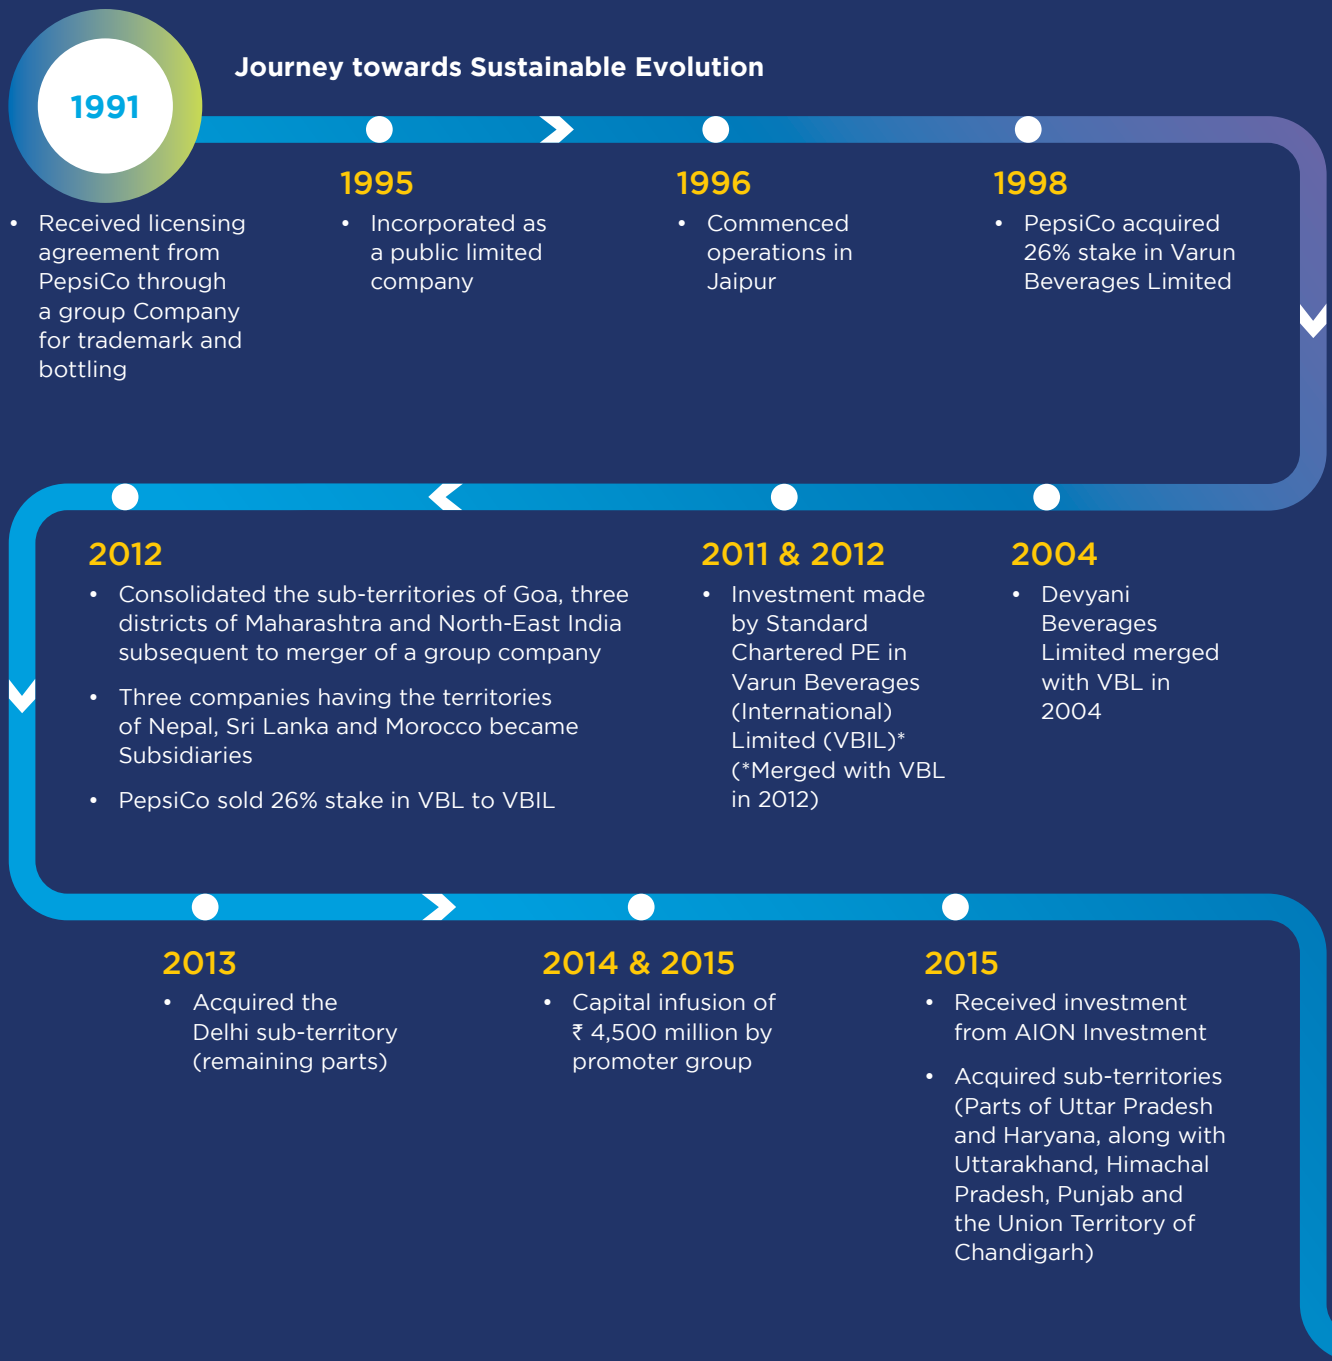 Journey towards Sustainable Evolution
1991
• Received licensing
agreement from
PepsiCo through
a group Company
for trademark and
bottling
1995
• Incorporated as
a public limited
company
1996
• Commenced
operations in
Jaipur
1998
• PepsiCo acquired
26% stake in Varun
Beverages Limited
2004
• Devyani
Beverages
Limited merged
with VBL in
2004
2011 & 2012
• Investment made
by Standard
Chartered PE in
Varun Beverages
(International)
Limited (VBIL)*
(*Merged with VBL
in 2012)
2012
• Consolidated the sub-territories of Goa, three
districts of Maharashtra and North-East India
subsequent to merger of a group company
• Three companies having the territories
of Nepal, Sri Lanka and Morocco became
Subsidiaries
• PepsiCo sold 26% stake in VBL to VBIL
2013
• Acquired the
Delhi sub-territory
(remaining parts)
2014 & 2015
• Capital infusion of
₹ 4,500 million by
promoter group
2015
• Received investment
from AION Investment
• Acquired sub-territories
(Parts of Uttar Pradesh
and Haryana, along with
Uttarakhand, Himachal
Pradesh, Punjab and
the Union Territory of
Chandigarh)